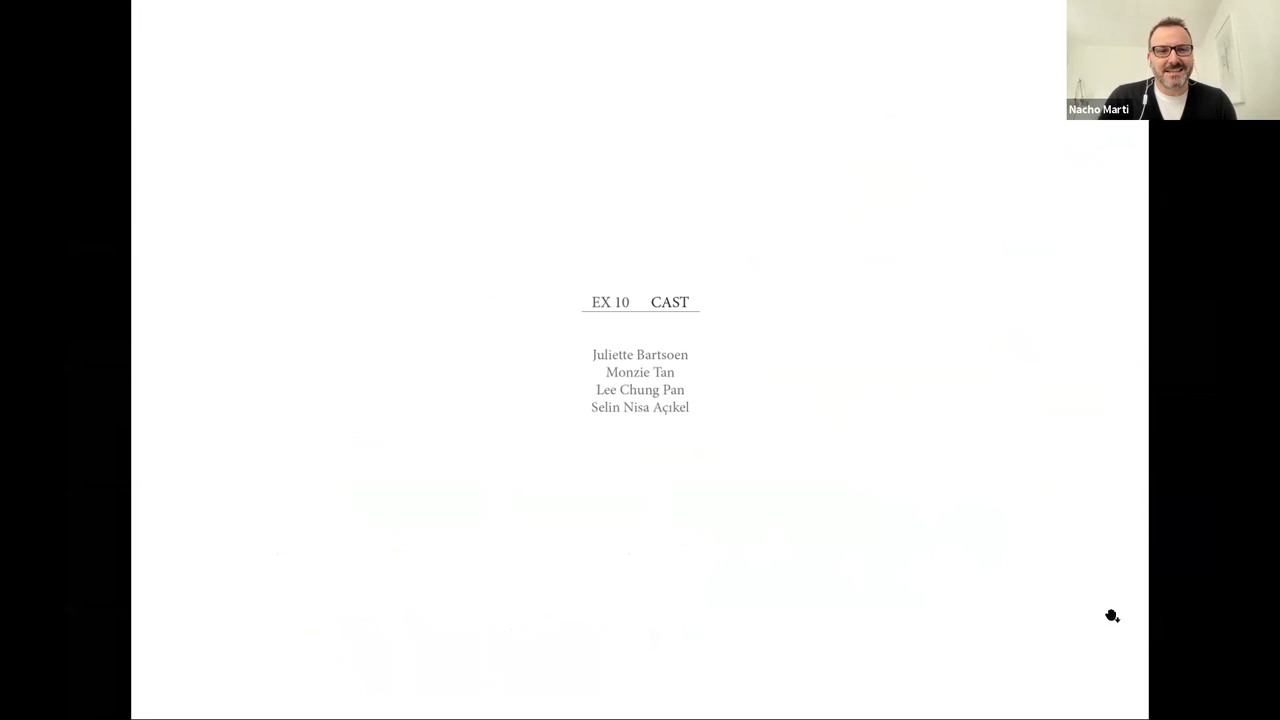 Nacho Marti
EX 10 CAST
Juliette Bartsoen
Monzie Tan
Lee Chung Pan
Selin Nisa Açıkel